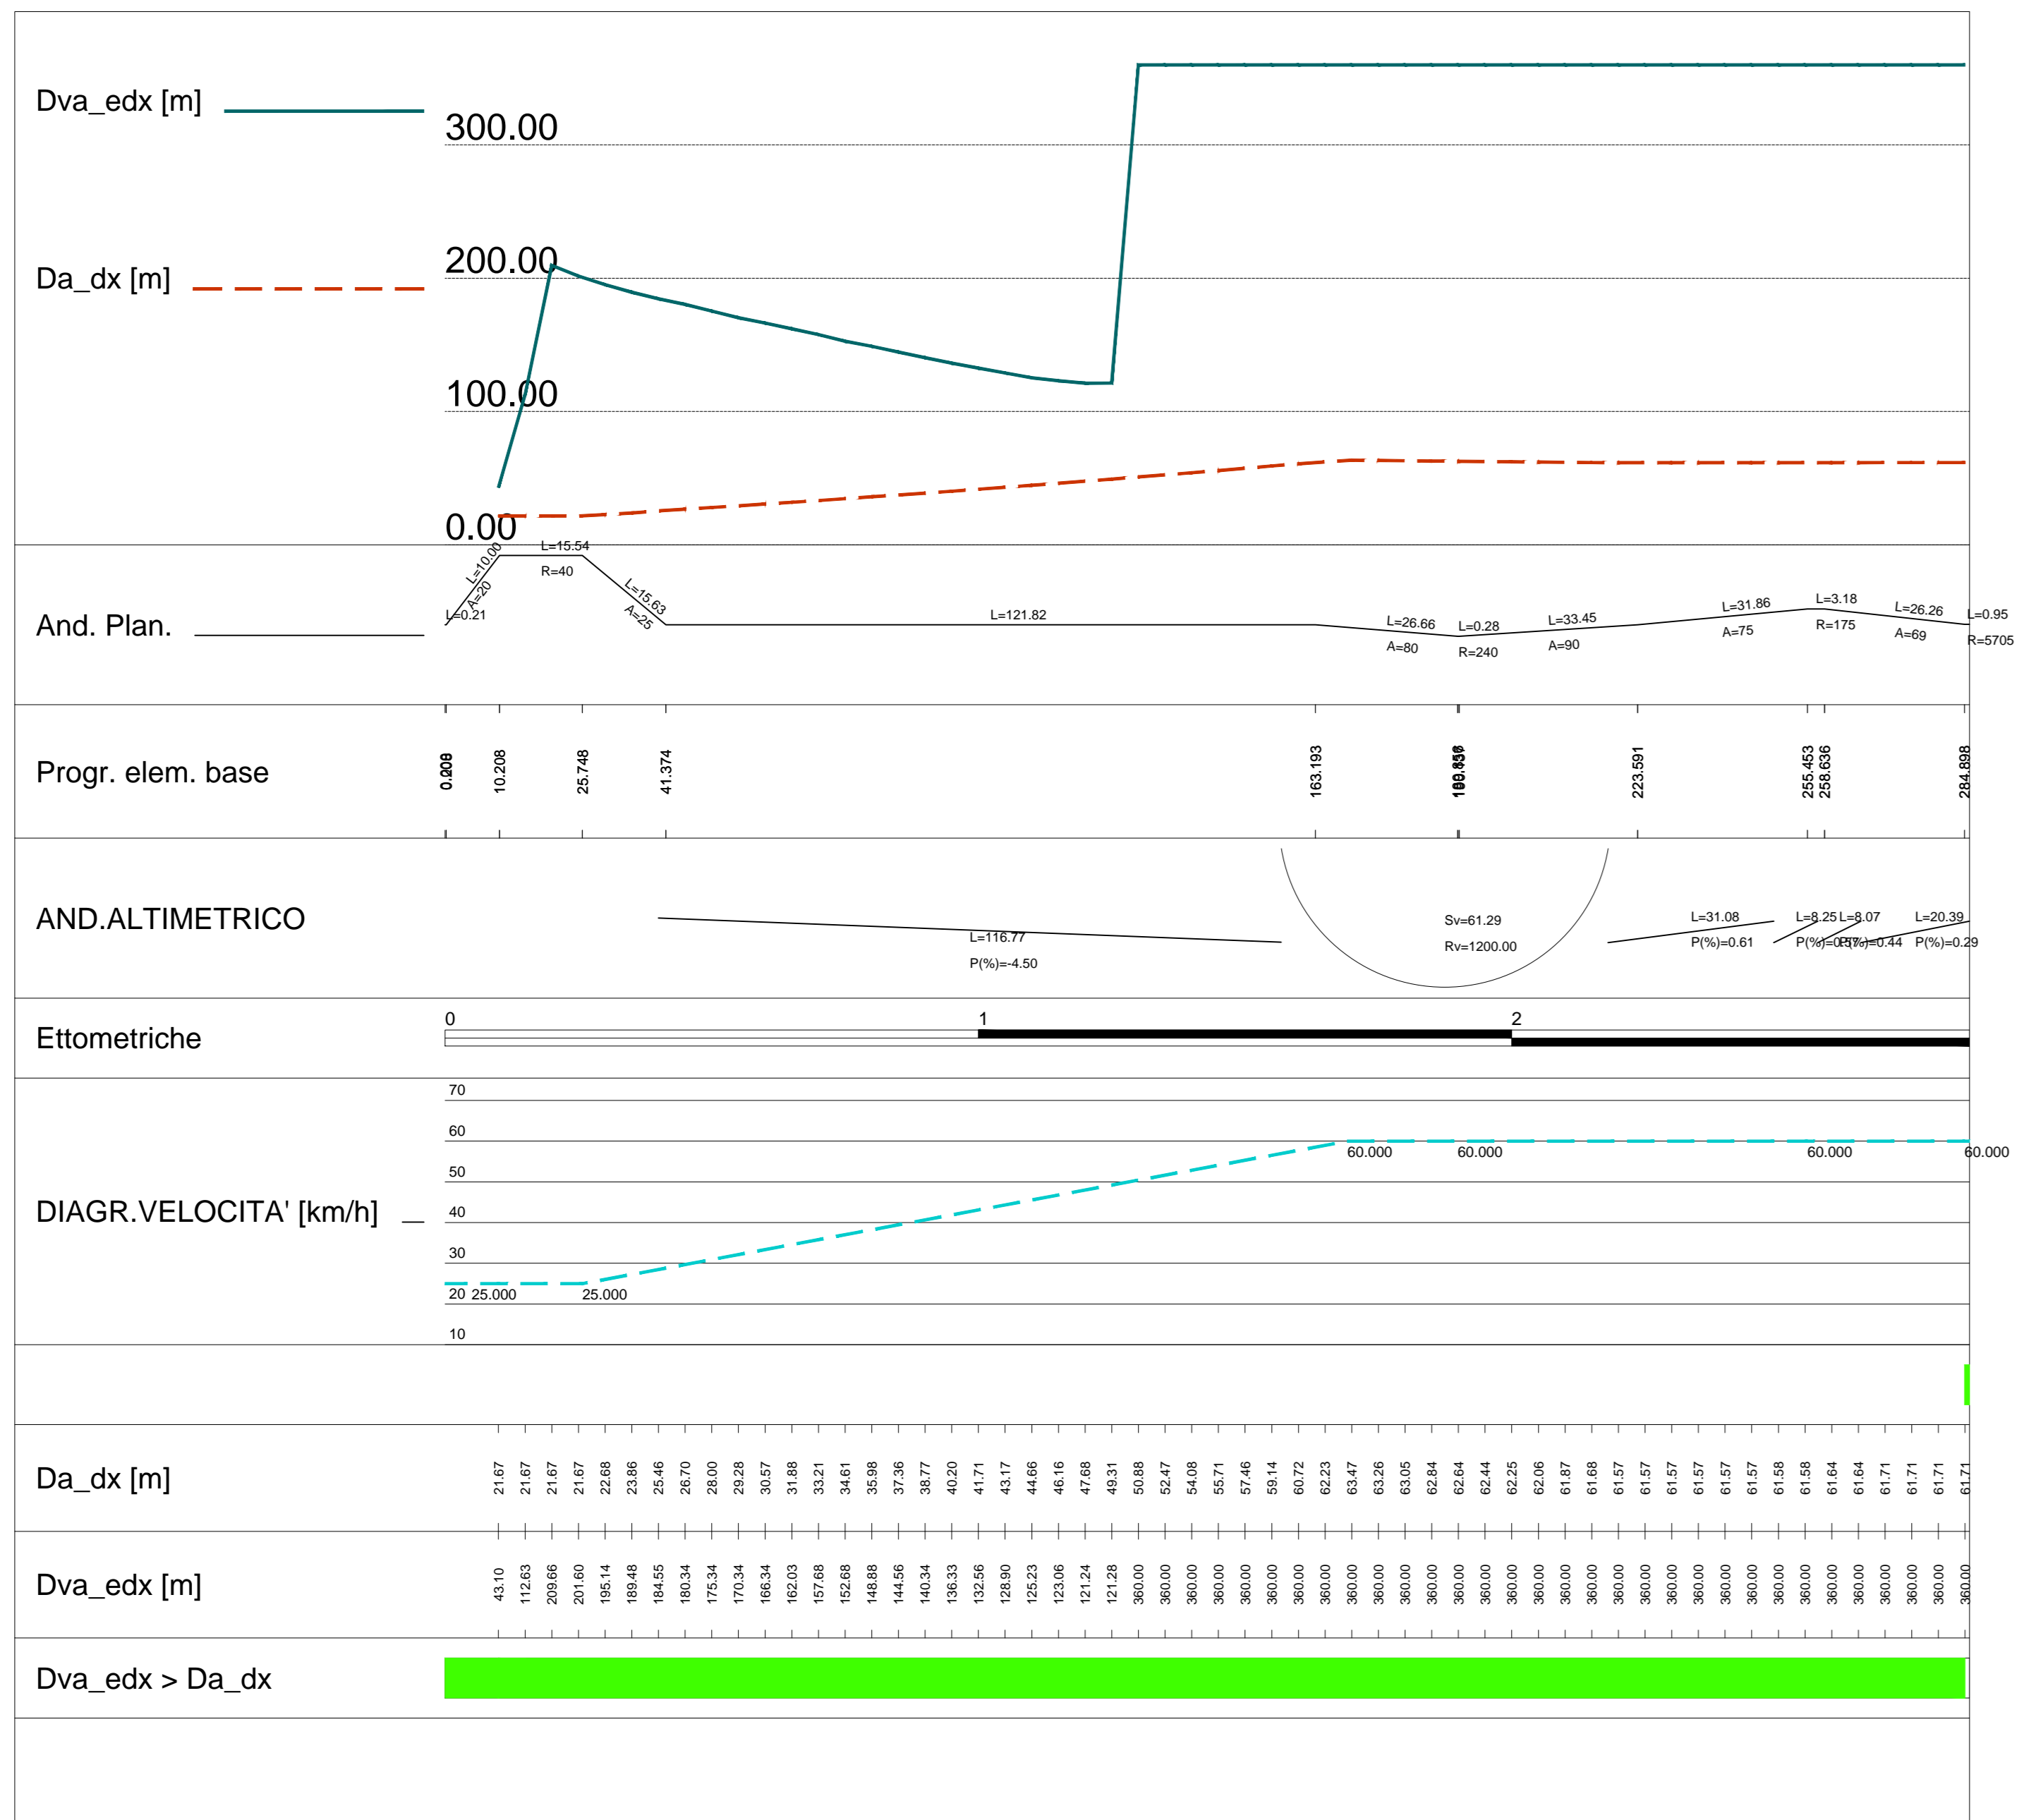 Dva_edx [m]
300.00
200.00
Da_dx [m]
100.00
0.00
And. Plan.
L=0.21
L=10.00
A=20
L=15.54
R=40
L=15.63
A=25
L=121.82
L=26.66
A=80
L=0.28
R=240
L=33.45
A=90
L=31.86
A=75
L=3.18
R=175
L=26.26
A=69
L=0.95
R=5705
Progr. elem. base
10.208
25.748
41.374
163.193
223.591
255.453
258.636
284.898
AND.ALTIMETRICO
L=116.77
P(%)=-4.50
Sv=61.29
Rv=1200.00
L=31.08
P(%)=0.61
L=8.25
P(%)=0.57
L=8.07
P(%)=0.44
L=20.39
P(%)=0.29
Ettometriche
0 1 2
DIAGR.VELOCITA' [km/h]
70
60
50
40
30
20
10
25.000 25.000 60.000 60.000 60.000 60.000
Da_dx [m]
21.67 21.67 21.67 21.67 22.68 23.86 25.46 26.70 28.00 29.28 30.57 31.88 33.21 34.61 35.98 37.36 38.77 40.20 41.71 43.17 44.66 46.16 47.68 49.31 50.88 52.47 54.08 55.71 57.46 59.14 60.72 62.23 63.47 63.26 63.05 62.84 62.64 62.44 62.25 62.06 61.87 61.68 61.57 61.57 61.57 61.57 61.57 61.58 61.58 61.64 61.64 61.71 61.71 61.71 61.71
Dva_edx [m]
43.10 112.63 209.66 201.60 195.14 189.48 184.55 180.34 175.34 170.34 166.34 162.03 157.68 152.68 148.88 144.56 140.34 136.33 132.56 128.90 125.23 123.06 121.24 121.28 360.00 360.00 360.00 360.00 360.00 360.00 360.00 360.00 360.00 360.00 360.00 360.00 360.00 360.00 360.00 360.00 360.00 360.00 360.00 360.00 360.00 360.00 360.00 360.00 360.00 360.00 360.00 360.00 360.00 360.00 360.00
Dva_edx > Da_dx